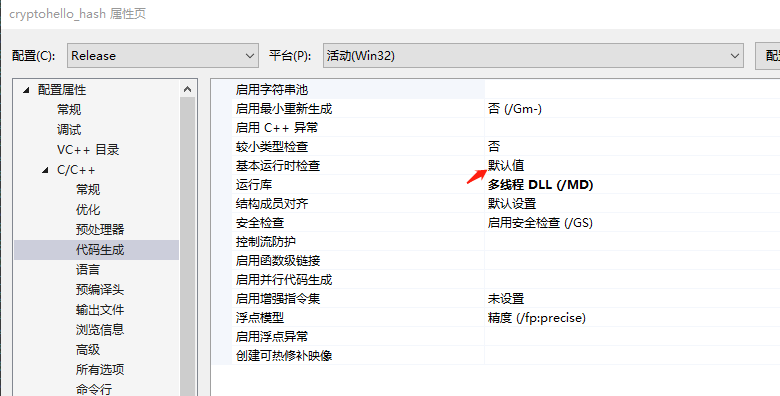 cryptohello_hash 属性页
配置(C): Release 平台(P): 活动(Win32)
配置属性
常规
调试
VC++ 目录
C/C++
常规
优化
预处理器
代码生成
语言
预编译头
输出文件
浏览信息
高级
所有选项
命令行
启用字符串池
启用最小重新生成 否 (/Gm-)
启用 C++ 异常
较小类型检查 否
基本运行时检查 默认值
运行库 多线程 DLL (/MD)
结构成员对齐 默认设置
安全检查 启用安全检查 (/GS)
控制流防护
启用函数级链接
启用并行代码生成
启用增强指令集 未设置
浮点模型 精度 (/fp:precise)
启用浮点异常
创建可热修补映像